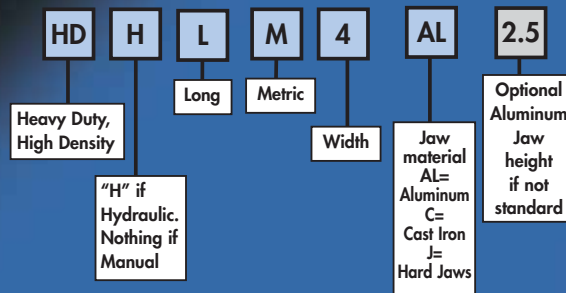 HD H L M 4 AL 2.5
Heavy Duty,
High Density
"H" if
Hydraulic.
Nothing if
Manual
Long
Metric
Width
Jaw
material
AL=
Aluminum
C=
Cast Iron
J=
Hard Jaws
Optional
Aluminum
Jaw
height
if not
standard